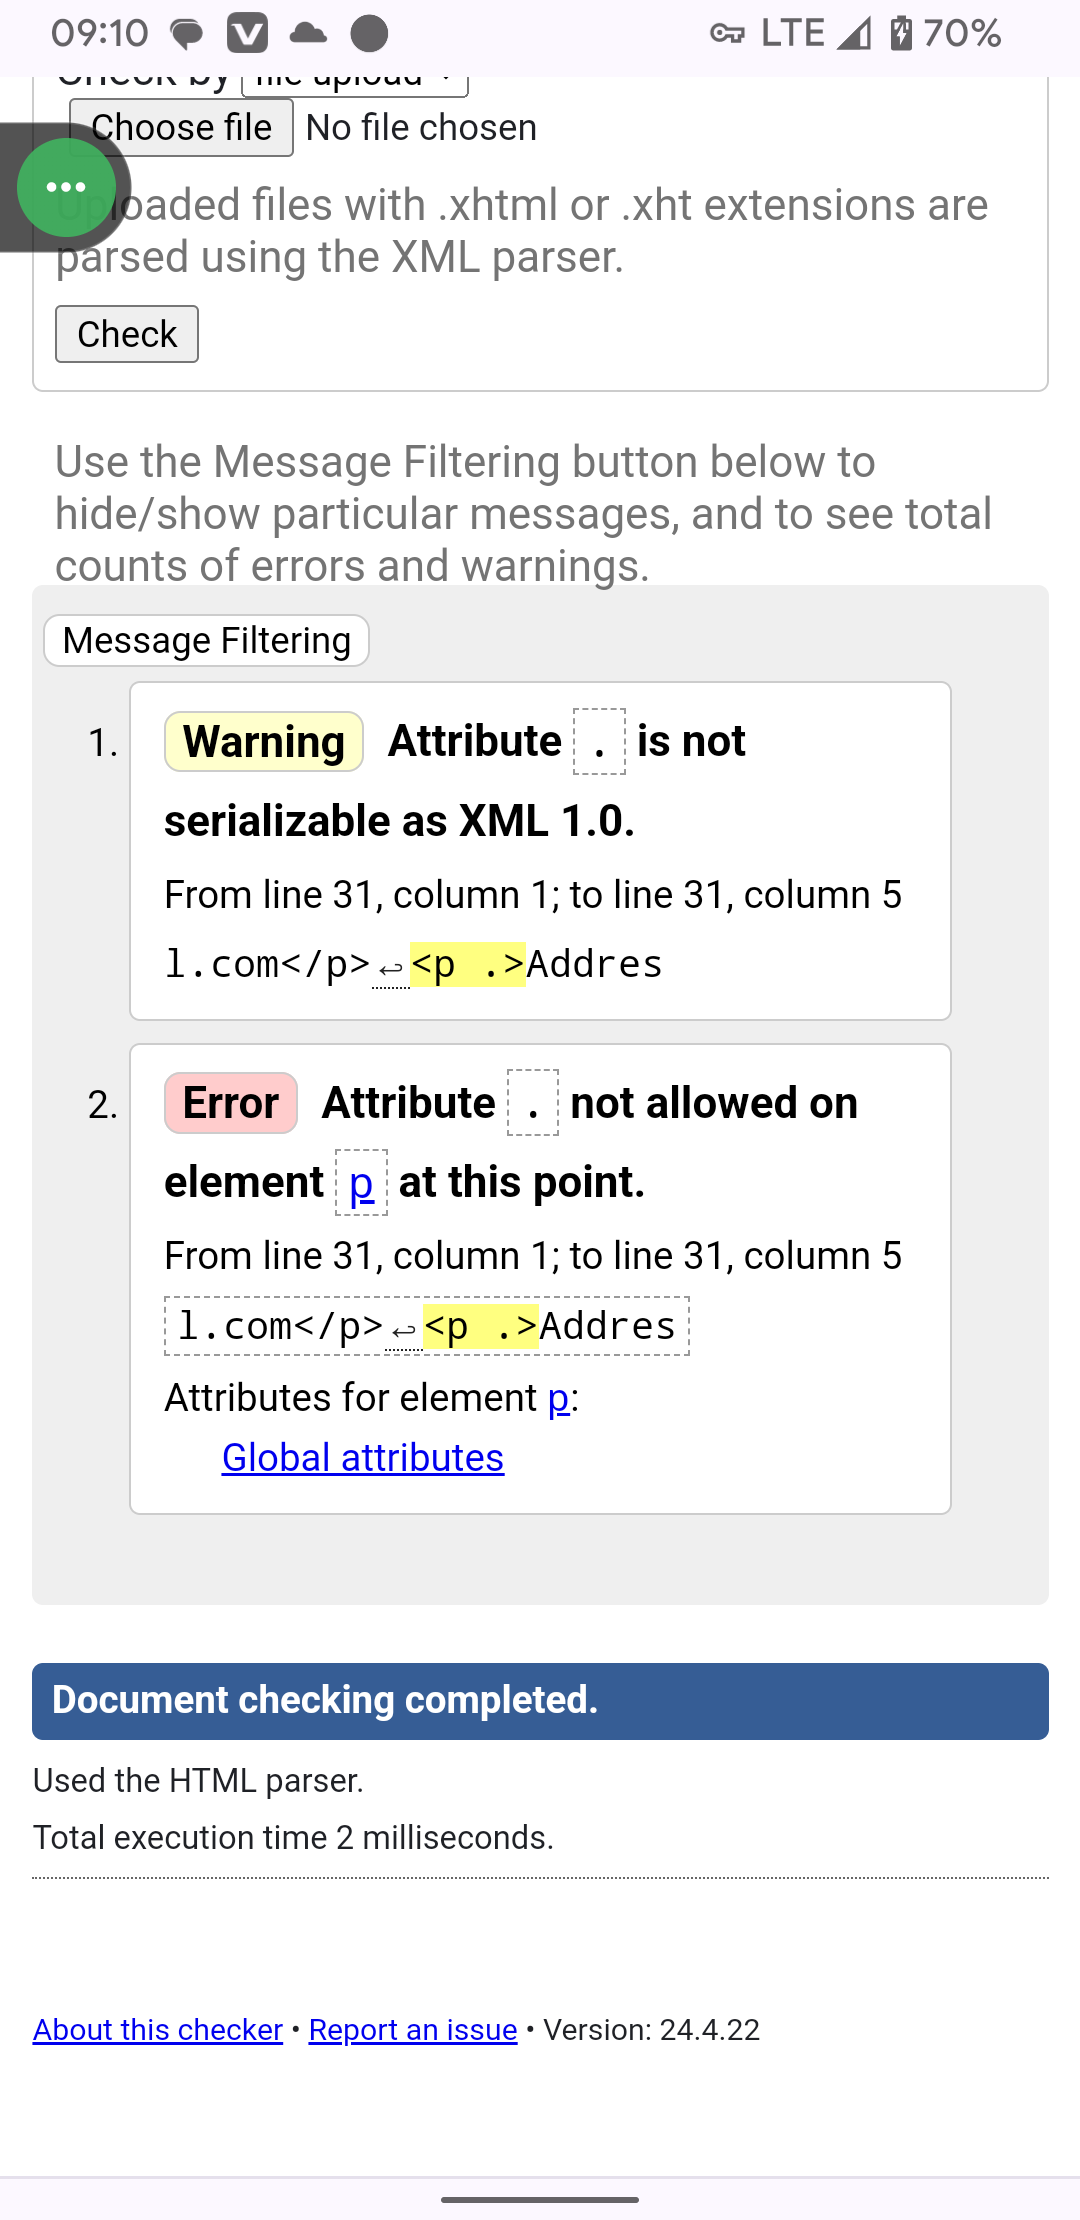 09:10 LTE 70%
Check by file upload
Choose file No file chosen
Uploaded files with .xhtml or .xht extensions are
parsed using the XML parser.
Check
Use the Message Filtering button below to
hide/show particular messages, and to see total
counts of errors and warnings.
Message Filtering
1. Warning Attribute . is not
serializable as XML 1.0.
From line 31, column 1; to line 31, column 5
l.com</p>↩<p .>Addres
2. Error Attribute . not allowed on
element p at this point.
From line 31, column 1; to line 31, column 5
l.com</p>↩<p .>Addres
Attributes for element p:
Global attributes
Document checking completed.
Used the HTML parser.
Total execution time 2 milliseconds.
About this checker • Report an issue • Version: 24.4.22